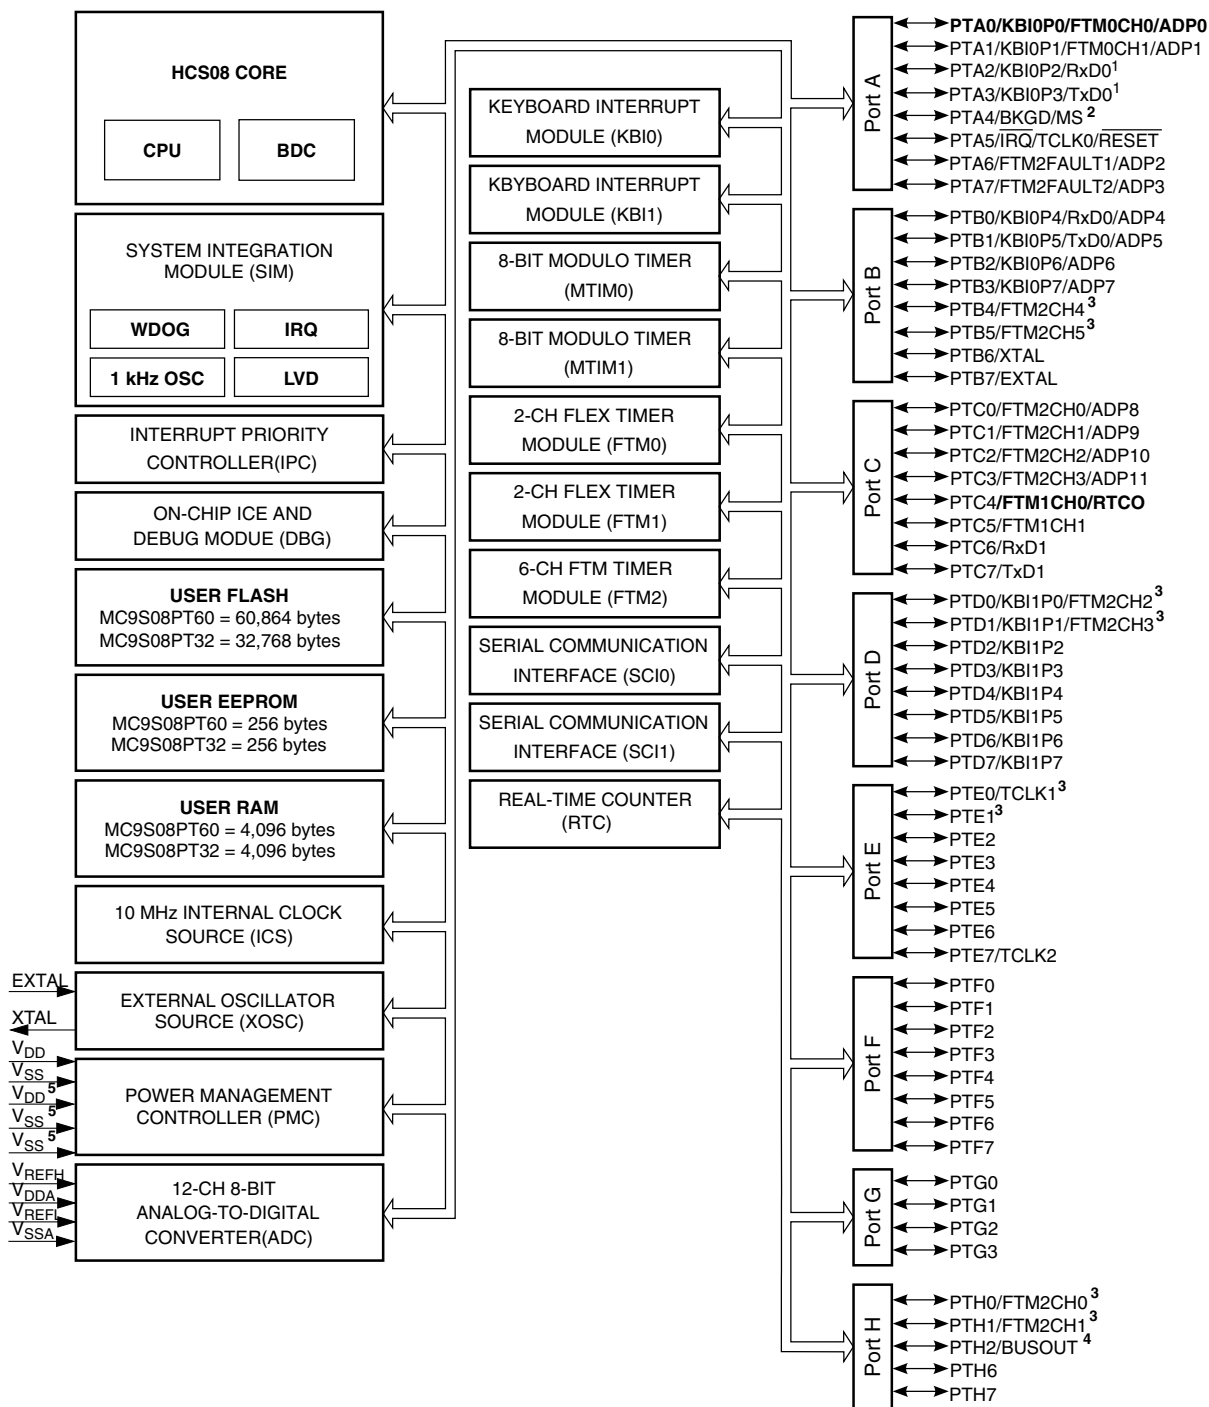 HCS08 CORE
CPU
BDC
SYSTEM INTEGRATION
MODULE (SIM)
WDOG
IRQ
1 kHz OSC
LVD
INTERRUPT PRIORITY
CONTROLLER(IPC)
ON-CHIP ICE AND
DEBUG MODUE (DBG)
USER FLASH
MC9S08PT60 = 60,864 bytes
MC9S08PT32 = 32,768 bytes
USER EEPROM
MC9S08PT60 = 256 bytes
MC9S08PT32 = 256 bytes
USER RAM
MC9S08PT60 = 4,096 bytes
MC9S08PT32 = 4,096 bytes
10 MHz INTERNAL CLOCK
SOURCE (ICS)
EXTAL
XTAL
EXTERNAL OSCILLATOR
SOURCE (XOSC)
VDD
VSS
VDD 5
VSS 5
VSS 5
POWER MANAGEMENT
CONTROLLER (PMC)
VREFH
VDDA
VREFL
VSSA
12-CH 8-BIT
ANALOG-TO-DIGITAL
CONVERTER(ADC)
KEYBOARD INTERRUPT
MODULE (KBI0)
KBYBOARD INTERRUPT
MODULE (KBI1)
8-BIT MODULO TIMER
(MTIM0)
8-BIT MODULO TIMER
(MTIM1)
2-CH FLEX TIMER
MODULE (FTM0)
2-CH FLEX TIMER
MODULE (FTM1)
6-CH FTM TIMER
MODULE (FTM2)
SERIAL COMMUNICATION
INTERFACE (SCI0)
SERIAL COMMUNICATION
INTERFACE (SCI1)
REAL-TIME COUNTER
(RTC)
Port A
PTA0/KBI0P0/FTM0CH0/ADP0
PTA1/KBI0P1/FTM0CH1/ADP1
PTA2/KBI0P2/RxD0 1
PTA3/KBI0P3/TxD0 1
PTA4/BKGD/MS 2
PTA5/IRQ/TCLK0/RESET
PTA6/FTM2FAULT1/ADP2
PTA7/FTM2FAULT2/ADP3
Port B
PTB0/KBI0P4/RxD0/ADP4
PTB1/KBI0P5/TxD0/ADP5
PTB2/KBI0P6/ADP6
PTB3/KBI0P7/ADP7
PTB4/FTM2CH4 3
PTB5/FTM2CH5 3
PTB6/XTAL
PTB7/EXTAL
Port C
PTC0/FTM2CH0/ADP8
PTC1/FTM2CH1/ADP9
PTC2/FTM2CH2/ADP10
PTC3/FTM2CH3/ADP11
PTC4/FTM1CH0/RTCO
PTC5/FTM1CH1
PTC6/RxD1
PTC7/TxD1
Port D
PTD0/KBI1P0/FTM2CH2 3
PTD1/KBI1P1/FTM2CH3 3
PTD2/KBI1P2
PTD3/KBI1P3
PTD4/KBI1P4
PTD5/KBI1P5
PTD6/KBI1P6
PTD7/KBI1P7
Port E
PTE0/TCLK1 3
PTE1 3
PTE2
PTE3
PTE4
PTE5
PTE6
PTE7/TCLK2
Port F
PTF0
PTF1
PTF2
PTF3
PTF4
PTF5
PTF6
PTF7
Port G
PTG0
PTG1
PTG2
PTG3
Port H
PTH0/FTM2CH0 3
PTH1/FTM2CH1 3
PTH2/BUSOUT 4
PTH6
PTH7